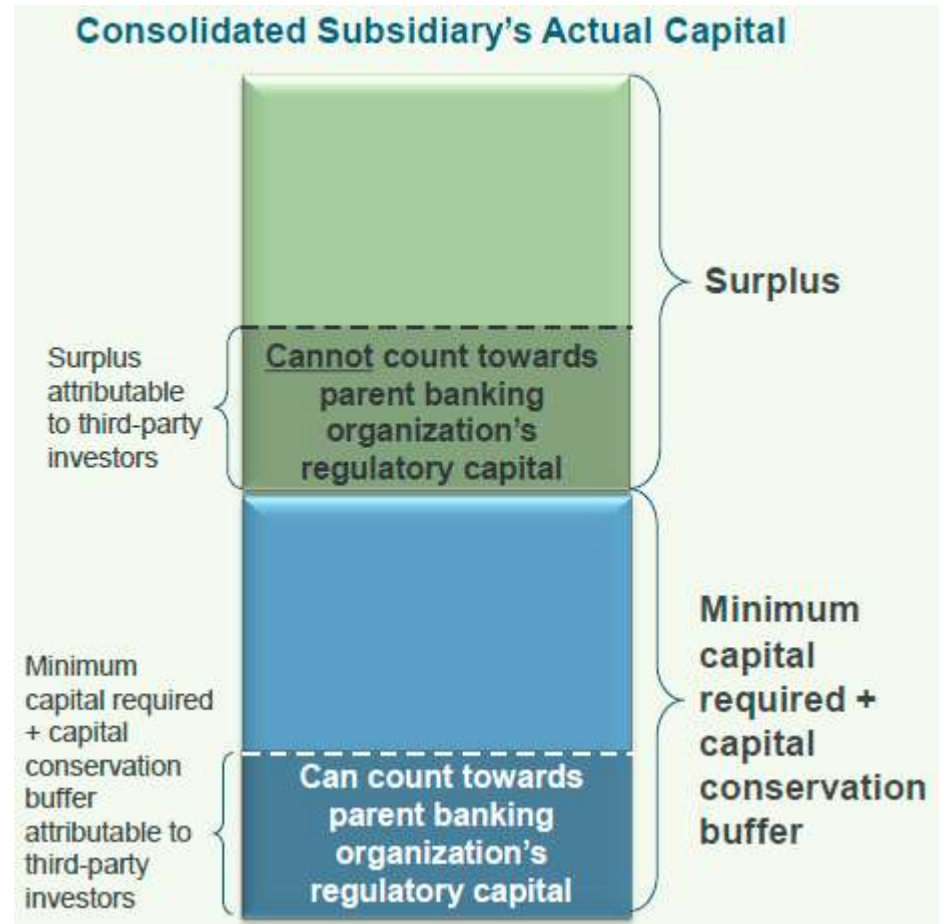 Consolidated Subsidiary's Actual Capital
Surplus
Surplus
attributable
to third-party
investors
Cannot count towards
parent banking
organization's
regulatory capital
Minimum
capital
required +
capital
conservation
buffer
Minimum
capital required
+ capital
conservation
buffer
attributable to
third-party
investors
Can count towards
parent banking
organization's
regulatory capital